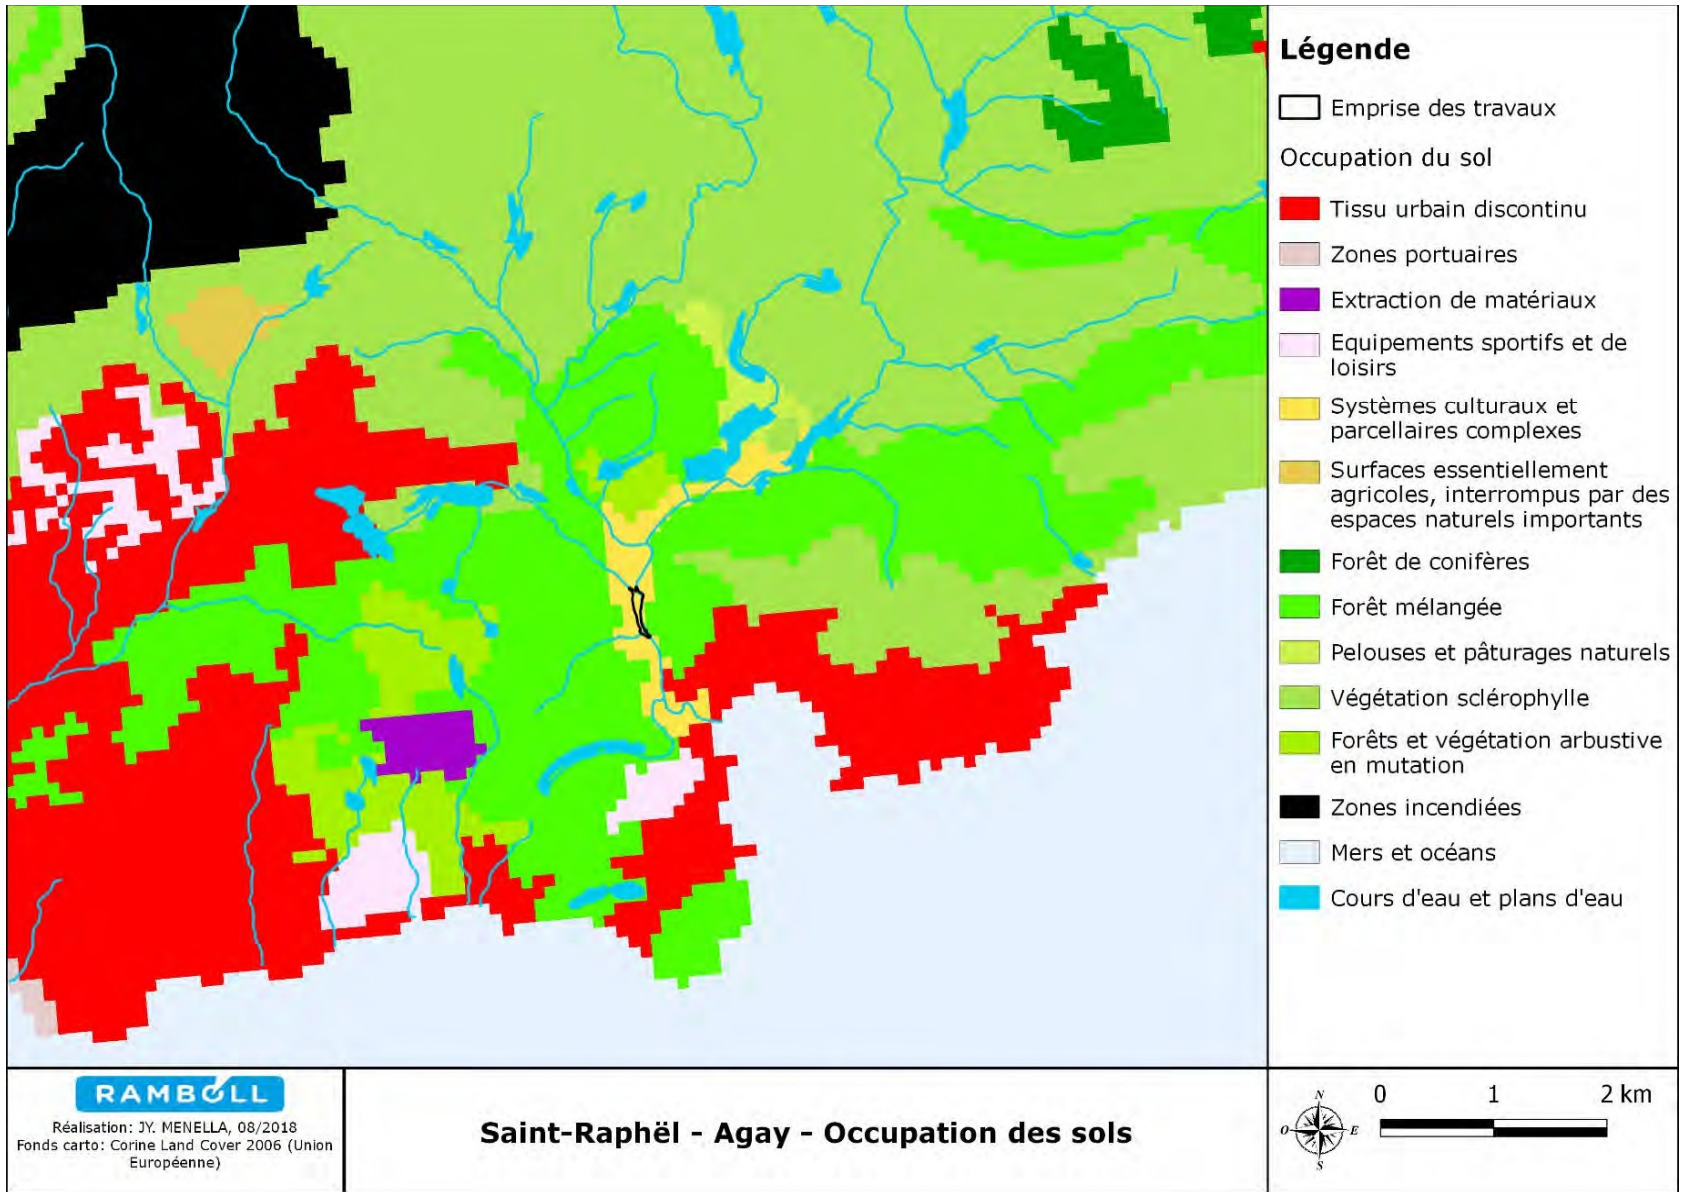 Légende
Emprise des travaux
Occupation du sol
Tissu urbain discontinu
Zones portuaires
Extraction de matériaux
Equipements sportifs et de
loisirs
Systèmes culturaux et
parcellaires complexes
Surfaces essentiellement
agricoles, interrompus par des
espaces naturels importants
Forêt de conifères
Forêt mélangée
Pelouses et pâturages naturels
Végétation sclérophylle
Forêts et végétation arbustive
en mutation
Zones incendiées
Mers et océans
Cours d'eau et plans d'eau
RAMBOLL
Réalisation: JY. MENELLA, 08/2018
Fonds carto: Corine Land Cover 2006 (Union
Européenne)
Saint-Raphël - Agay - Occupation des sols
N
O E
S
0 1 2 km